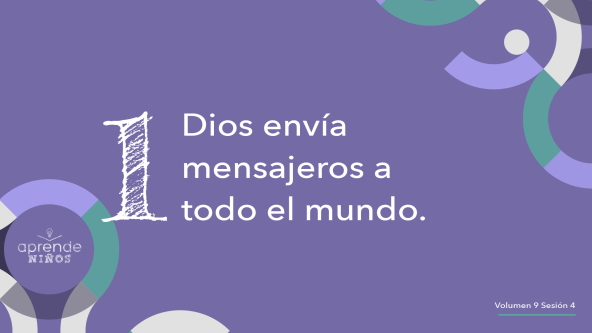 1
Dios envía
mensajeros a
todo el mundo.
aprende
NIÑOS
Volumen 9 Sesión 4